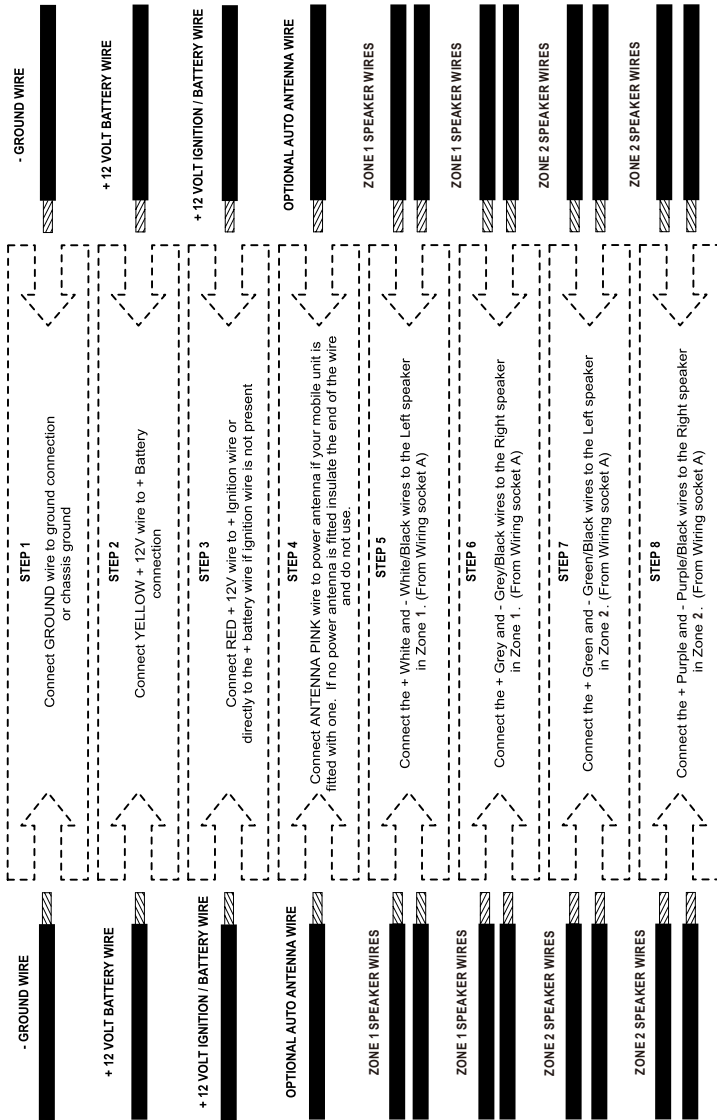 - GROUND WIRE
STEP 1
Connect GROUND wire to ground connection
or chassis ground
- GROUND WIRE
+ 12 VOLT BATTERY WIRE
STEP 2
Connect YELLOW + 12V wire to + Battery
connection
+ 12 VOLT BATTERY WIRE
+ 12 VOLT IGNITION / BATTERY WIRE
STEP 3
Connect RED + 12V wire to + Ignition wire or
directly to the + battery wire if ignition wire is not present
+ 12 VOLT IGNITION / BATTERY WIRE
OPTIONAL AUTO ANTENNA WIRE
STEP 4
Connect ANTENNA PINK wire to power antenna if your mobile unit is
fitted with one. If no power antenna is fitted insulate the end of the wire
and do not use.
OPTIONAL AUTO ANTENNA WIRE
ZONE 1 SPEAKER WIRES
STEP 5
Connect the + White and - White/Black wires to the Left speaker
in Zone 1. (From Wiring socket A)
ZONE 1 SPEAKER WIRES
ZONE 1 SPEAKER WIRES
STEP 6
Connect the + Grey and - Grey/Black wires to the Right speaker
in Zone 1. (From Wiring socket A)
ZONE 1 SPEAKER WIRES
ZONE 2 SPEAKER WIRES
STEP 7
Connect the + Green and - Green/Black wires to the Left speaker
in Zone 2. (From Wiring socket A)
ZONE 2 SPEAKER WIRES
ZONE 2 SPEAKER WIRES
STEP 8
Connect the + Purple and - Purple/Black wires to the Right speaker
in Zone 2. (From Wiring socket A)
ZONE 2 SPEAKER WIRES